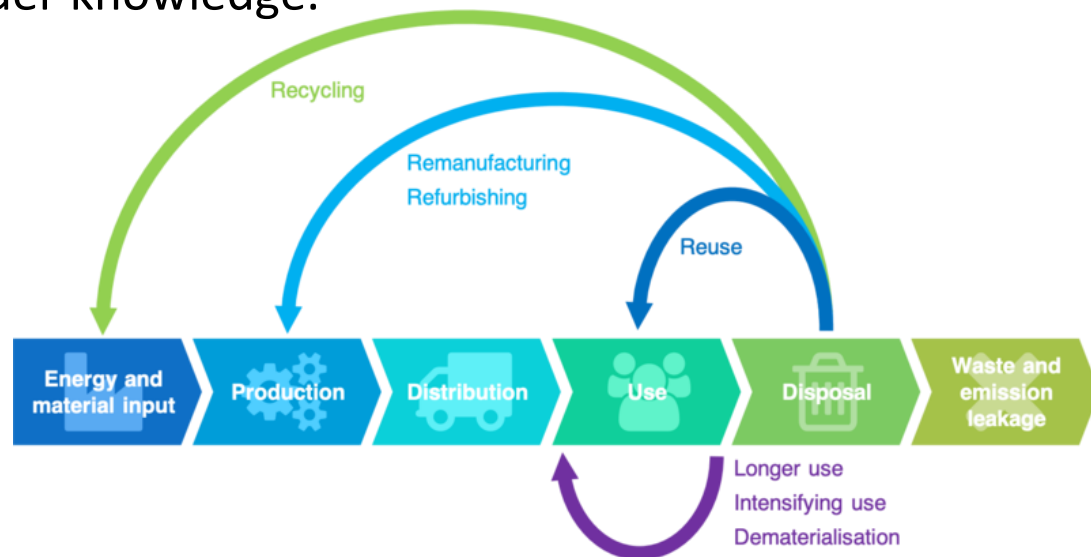 knowledge.
Recycling
Remanufacturing
Refurbishing
Reuse
Energy and
material input
Production
Distribution
Use
Disposal
Waste and
emission
leakage
Longer use
Intensifying use
Dematerialisation